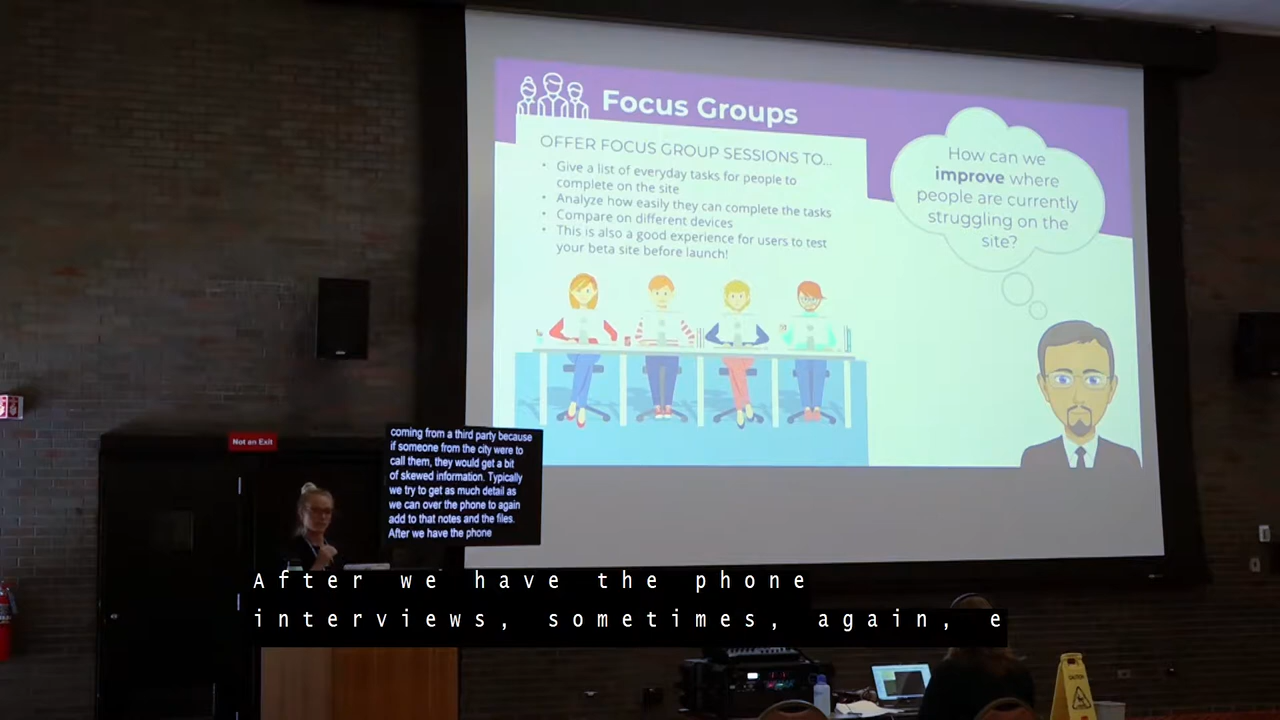 Focus Groups
OFFER FOCUS GROUP SESSIONS TO...
• Give a list of everyday tasks for people to
complete on the site
• Analyze how easily they can complete the tasks
• Compare on different devices
• This is also a good experience for users to test
your beta site before launch!
How can we
improve where
people are currently
struggling on the
site?
Not an Exit
coming from a third party because
if someone from the city were to
call them, they would get a bit
of skewed information. Typically
we try to get as much detail as
we can over the phone to again
add to that notes and the files.
After we have the phone
After we have the phone
interviews, sometimes, again, e
CAUTION